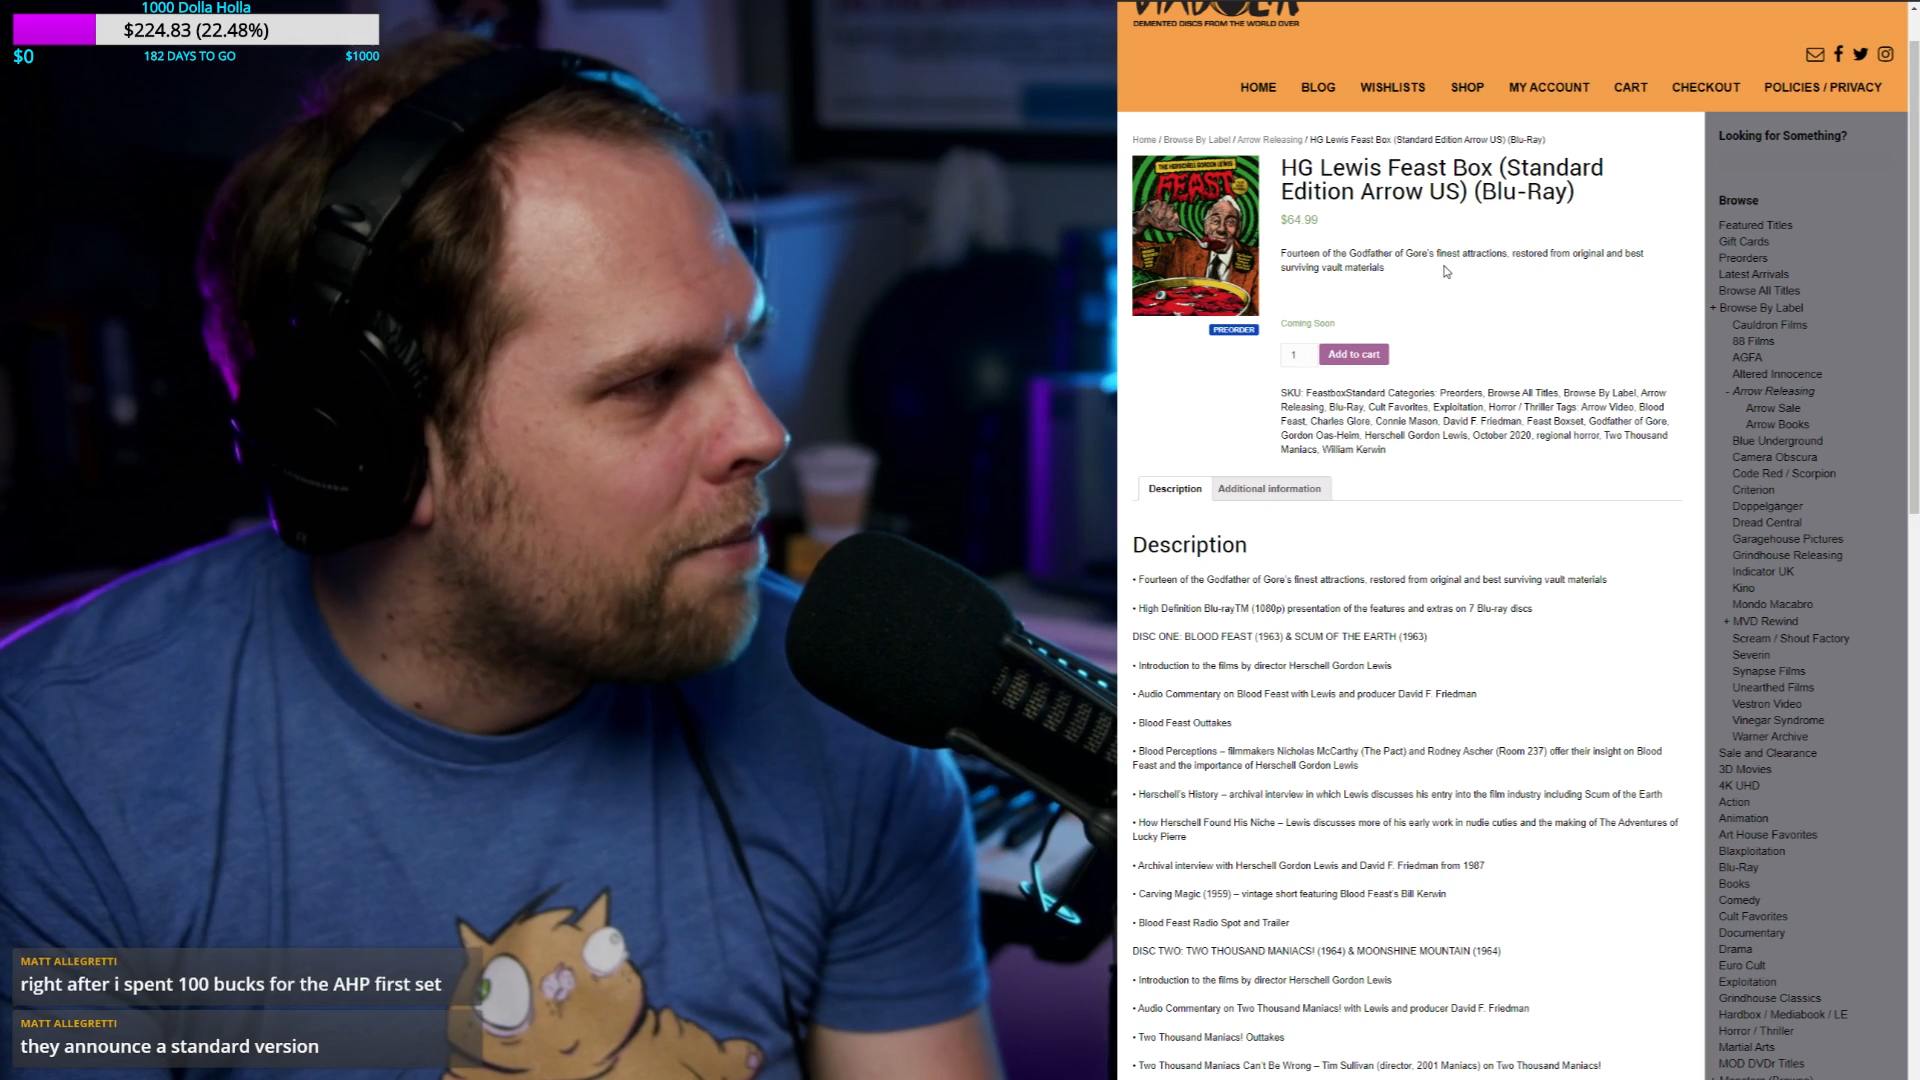 1000 Dolla Holla
$224.83 (22.48%)
$0
182 DAYS TO GO
$1000
DEMENTED DISCS FROM THE WORLD OVER
HOME
BLOG
WISHLISTS
SHOP
MY ACCOUNT
CART
CHECKOUT
POLICIES / PRIVACY
Home / Browse By Label / Arrow Releasing / HG Lewis Feast Box (Standard Edition Arrow US) (Blu-Ray)
THE HERSCHELL GORDON LEWIS
FEAST
PREORDER
HG Lewis Feast Box (Standard
Edition Arrow US) (Blu-Ray)
$64.99
Fourteen of the Godfather of Gore's finest attractions, restored from original and best
surviving vault materials
Coming Soon
1
Add to cart
SKU: FeastboxStandard Categories: Preorders, Browse All Titles, Browse By Label, Arrow
Releasing, Blu-Ray, Cult Favorites, Exploitation, Horror / Thriller Tags: Arrow Video, Blood
Feast, Charles Glore, Connie Mason, David F. Friedman, Feast Boxset, Godfather of Gore,
Gordon Oas-Heim, Herschell Gordon Lewis, October 2020, regional horror, Two Thousand
Maniacs, William Kerwin
Description
Additional information
Description
• Fourteen of the Godfather of Gore's finest attractions, restored from original and best surviving vault materials
• High Definition Blu-rayTM (1080p) presentation of the features and extras on 7 Blu-ray discs
DISC ONE: BLOOD FEAST (1963) & SCUM OF THE EARTH (1963)
• Introduction to the films by director Herschell Gordon Lewis
• Audio Commentary on Blood Feast with Lewis and producer David F. Friedman
• Blood Feast Outtakes
• Blood Perceptions – filmmakers Nicholas McCarthy (The Pact) and Rodney Ascher (Room 237) offer their insight on Blood
Feast and the importance of Herschell Gordon Lewis
• Herschell's History – archival interview in which Lewis discusses his entry into the film industry including Scum of the Earth
• How Herschell Found His Niche – Lewis discusses more of his early work in nudie cuties and the making of The Adventures of
Lucky Pierre
• Archival interview with Herschell Gordon Lewis and David F. Friedman from 1987
• Carving Magic (1959) – vintage short featuring Blood Feast's Bill Kerwin
• Blood Feast Radio Spot and Trailer
DISC TWO: TWO THOUSAND MANIACS! (1964) & MOONSHINE MOUNTAIN (1964)
• Introduction to the films by director Herschell Gordon Lewis
• Audio Commentary on Two Thousand Maniacs! with Lewis and producer David F. Friedman
• Two Thousand Maniacs! Outtakes
• Two Thousand Maniacs Can't Be Wrong – Tim Sullivan (director, 2001 Maniacs) on Two Thousand Maniacs!
Looking for Something?
Browse
Featured Titles
Gift Cards
Preorders
Latest Arrivals
Browse All Titles
+ Browse By Label
Cauldron Films
88 Films
AGFA
Altered Innocence
- Arrow Releasing
Arrow Sale
Arrow Books
Blue Underground
Camera Obscura
Code Red / Scorpion
Criterion
Doppelgänger
Dread Central
Garagehouse Pictures
Grindhouse Releasing
Indicator UK
Kino
Mondo Macabro
+ MVD Rewind
Scream / Shout Factory
Severin
Synapse Films
Unearthed Films
Vestron Video
Vinegar Syndrome
Warner Archive
Sale and Clearance
3D Movies
4K UHD
Action
Animation
Art House Favorites
Blaxploitation
Blu-Ray
Books
Comedy
Cult Favorites
Documentary
Drama
Euro Cult
Exploitation
Grindhouse Classics
Hardbox / Mediabook / LE
Horror / Thriller
Martial Arts
MOD DVDr Titles
MATT ALLEGRETTI
right after i spent 100 bucks for the AHP first set
MATT ALLEGRETTI
they announce a standard version